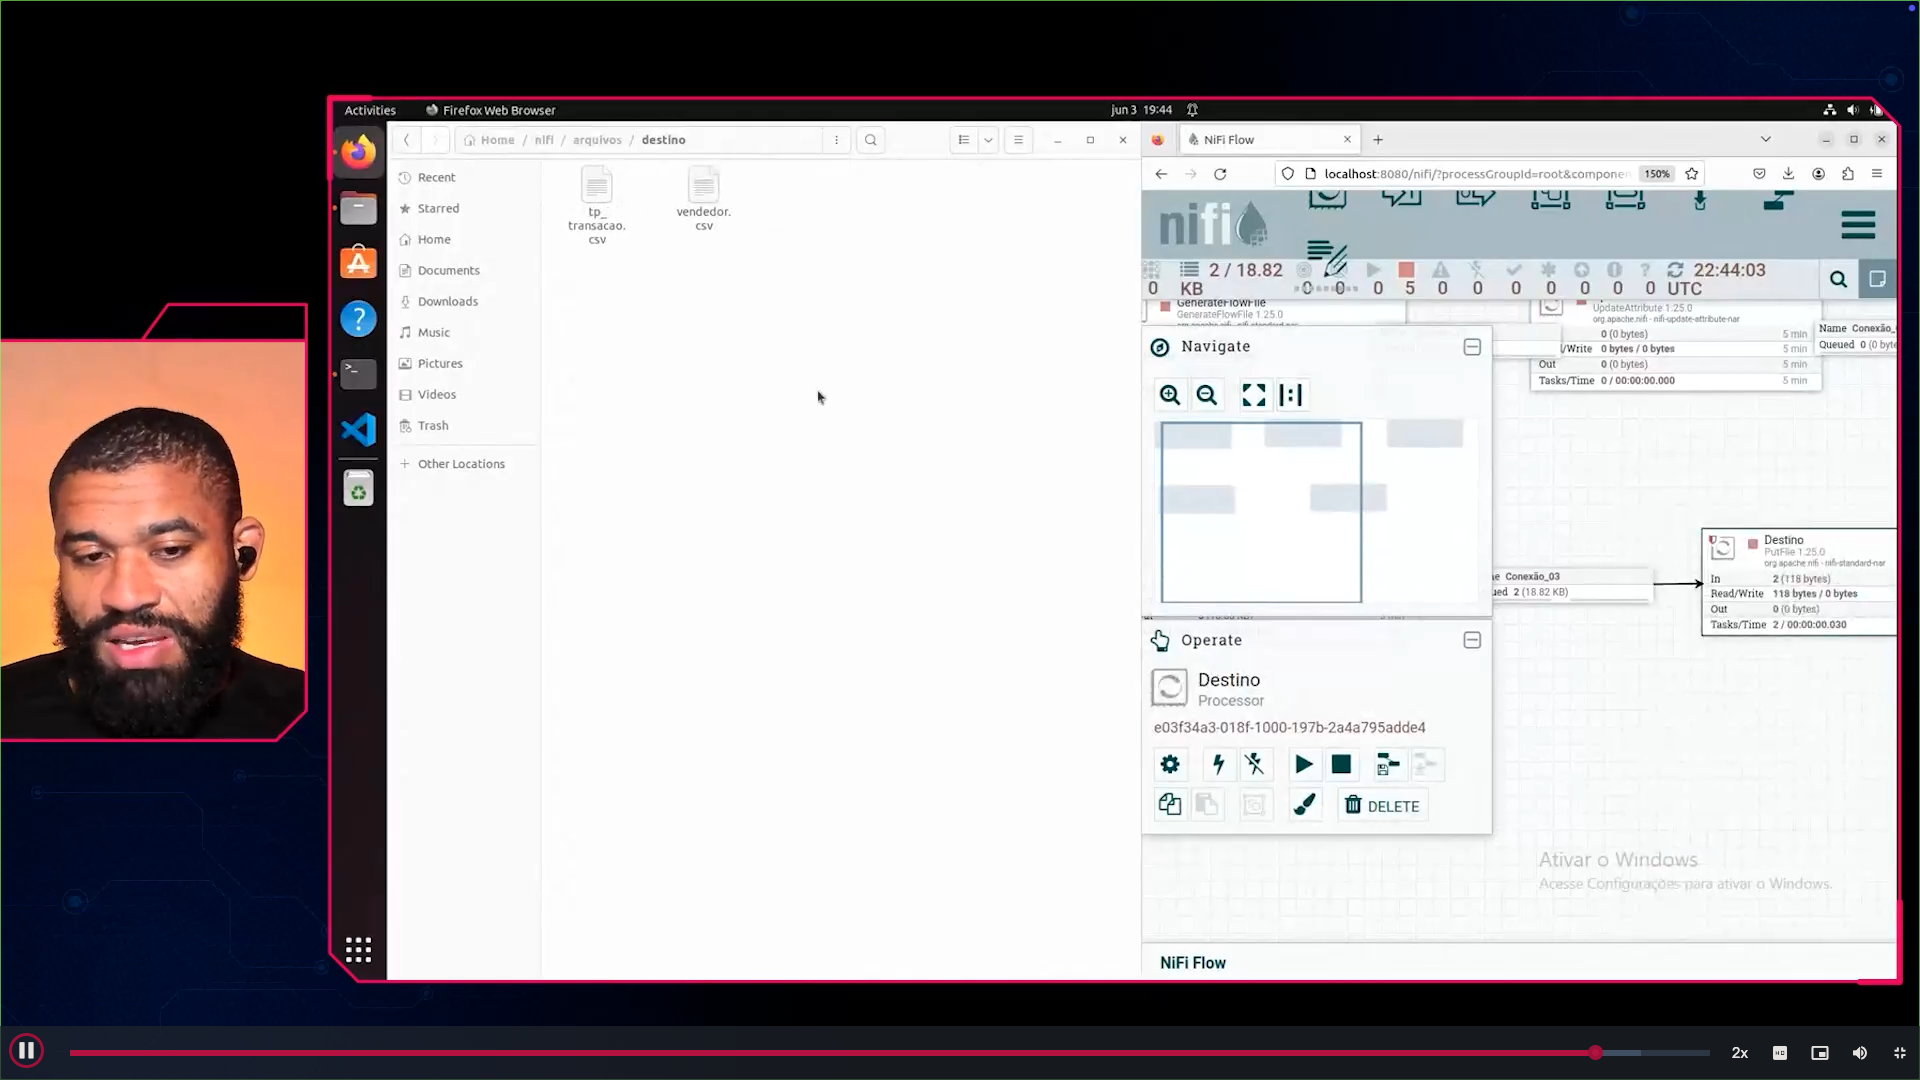 Activities
Firefox Web Browser
jun 3 19:44
Home / nifi / arquivos / destino
Recent
Starred
Home
Documents
Downloads
Music
Pictures
Videos
Trash
Other Locations
tp_
transacao.
csv
vendedor.
csv
NiFi Flow
localhost:8080/nifi/?processGroupId=root&componen
150%
nifi
2 / 18.82
KB
0
0
0
0
5
0
0
0
0
0
0
0
22:44:03
UTC
GenerateFlowFile
GenerateFlowFile 1.25.0
UpdateAttribute 1.25.0
org.apache.nifi - nifi-update-attribute-nar
0 (0 bytes)
5 min
/Write 0 bytes / 0 bytes
5 min
Out 0 (0 bytes)
5 min
Tasks/Time 0 / 00:00:00.000
5 min
Name Conexão_
Queued 0 (0 byte
Navigate
Conexão_03
ued 2 (18.82 KB)
Destino
PutFile 1.25.0
org.apache.nifi - nifi-standard-nar
In 2 (118 bytes)
Read/Write 118 bytes / 0 bytes
Out 0 (0 bytes)
Tasks/Time 2 / 00:00:00.030
Operate
Destino
Processor
e03f34a3-018f-1000-197b-2a4a795adde4
DELETE
Ativar o Windows
Acesse Configurações para ativar o Windows.
NiFi Flow
2x